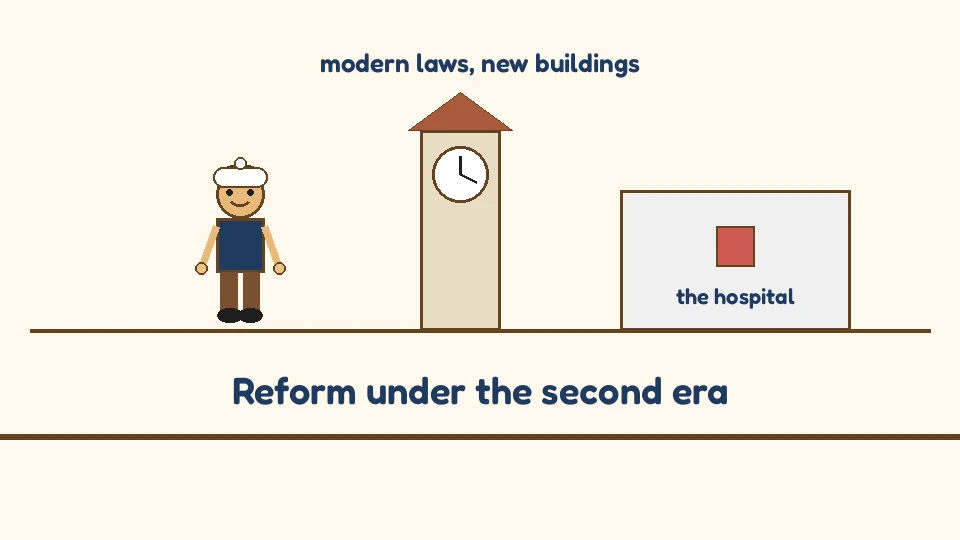 modern laws, new buildings
the hospital
Reform under the second era